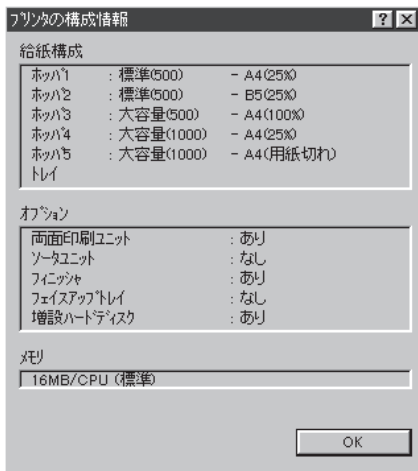 プリンタの構成情報
給紙構成
ホッパ1 : 標準(500) - A4(25%)
ホッパ2 : 標準(500) - B5(25%)
ホッパ3 : 大容量(500) - A4(100%)
ホッパ4 : 大容量(1000) - A4(25%)
ホッパ5 : 大容量(1000) - A4(用紙切れ)
トレイ
オプション
両面印刷ユニット : あり
ソータユニット : なし
フィニッシャ : あり
フェイスアップトレイ : なし
増設ハードディスク : あり
メモリ
16MB/CPU (標準)
OK